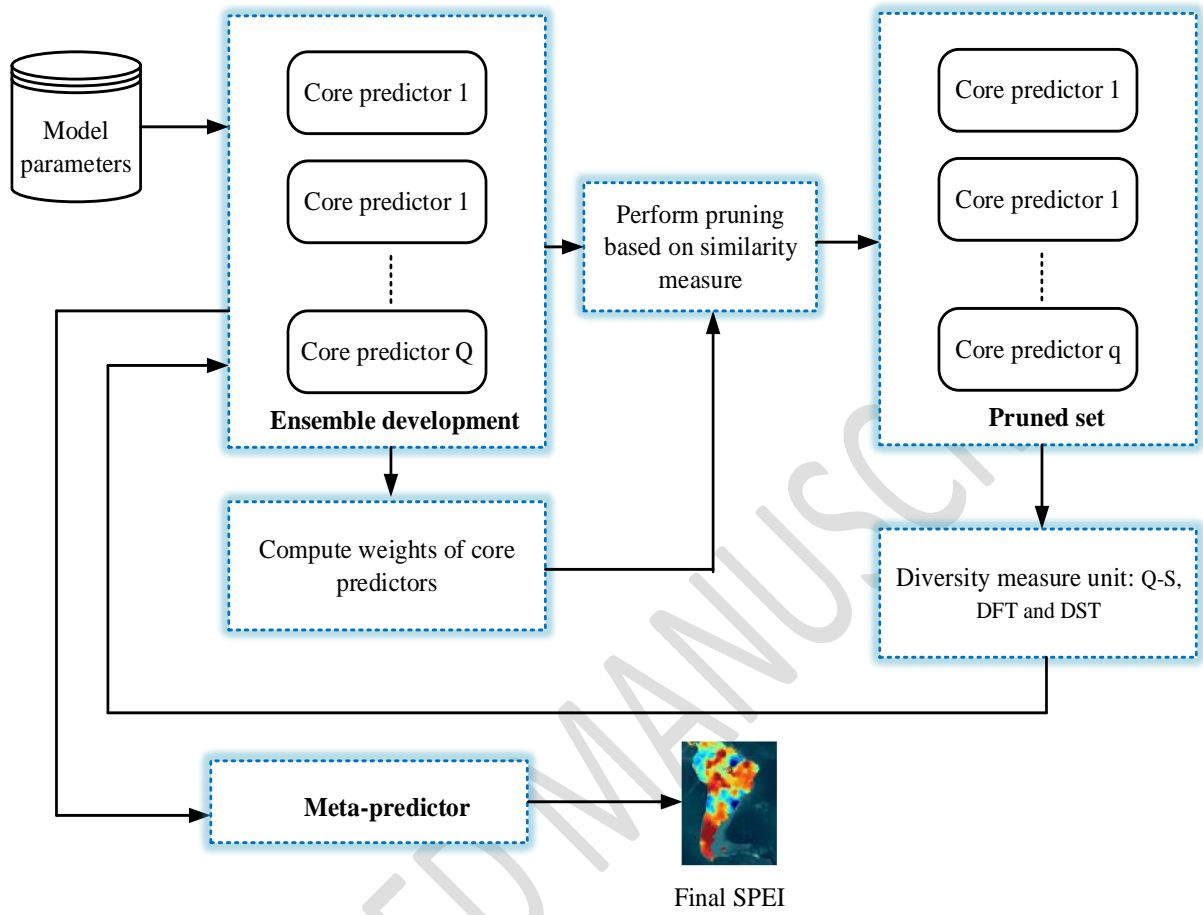 Model
parameters
Core predictor 1
Core predictor 1
Core predictor Q
Ensemble development
Perform pruning
based on similarity
measure
Core predictor 1
Core predictor 1
Core predictor q
Pruned set
Compute weights of core
predictors
Diversity measure unit: Q-S,
DFT and DST
Meta-predictor
Final SPEI
ED MANUSCR